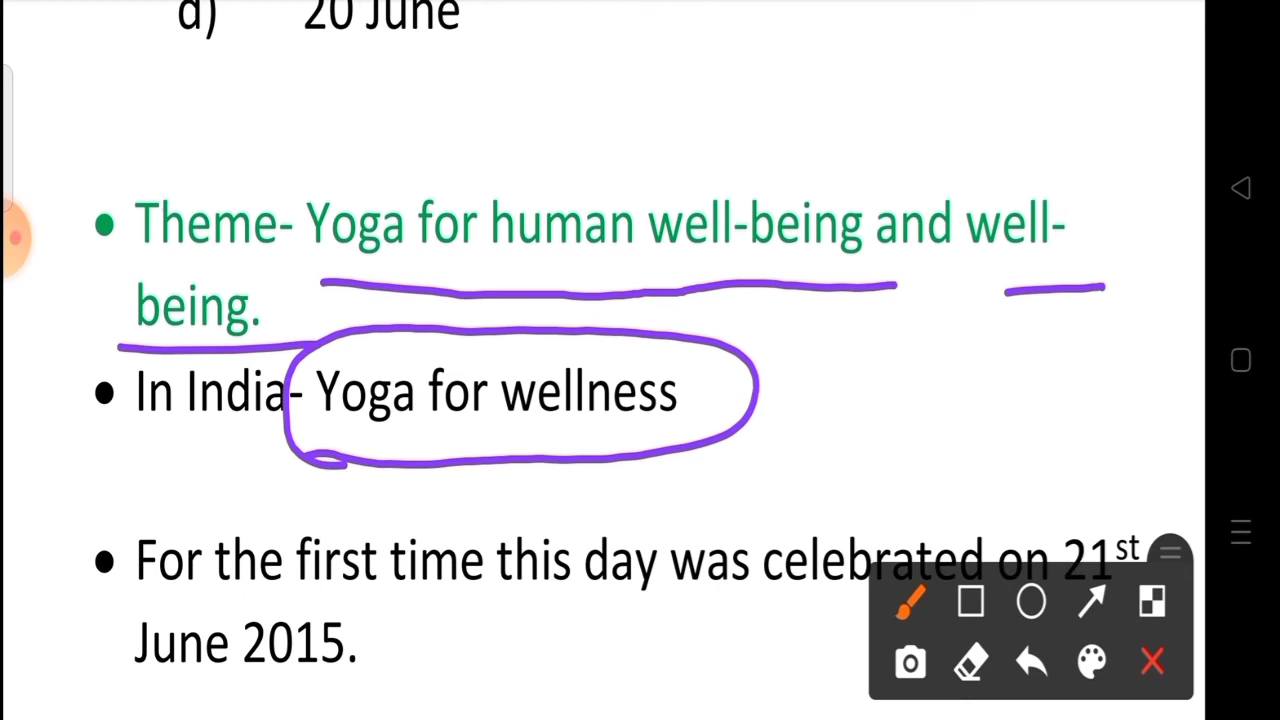 d) 20 June
• Theme- Yoga for human well-being and well-
being.
• In India- Yoga for wellness
• For the first time this day was celebrated on 21st
June 2015.